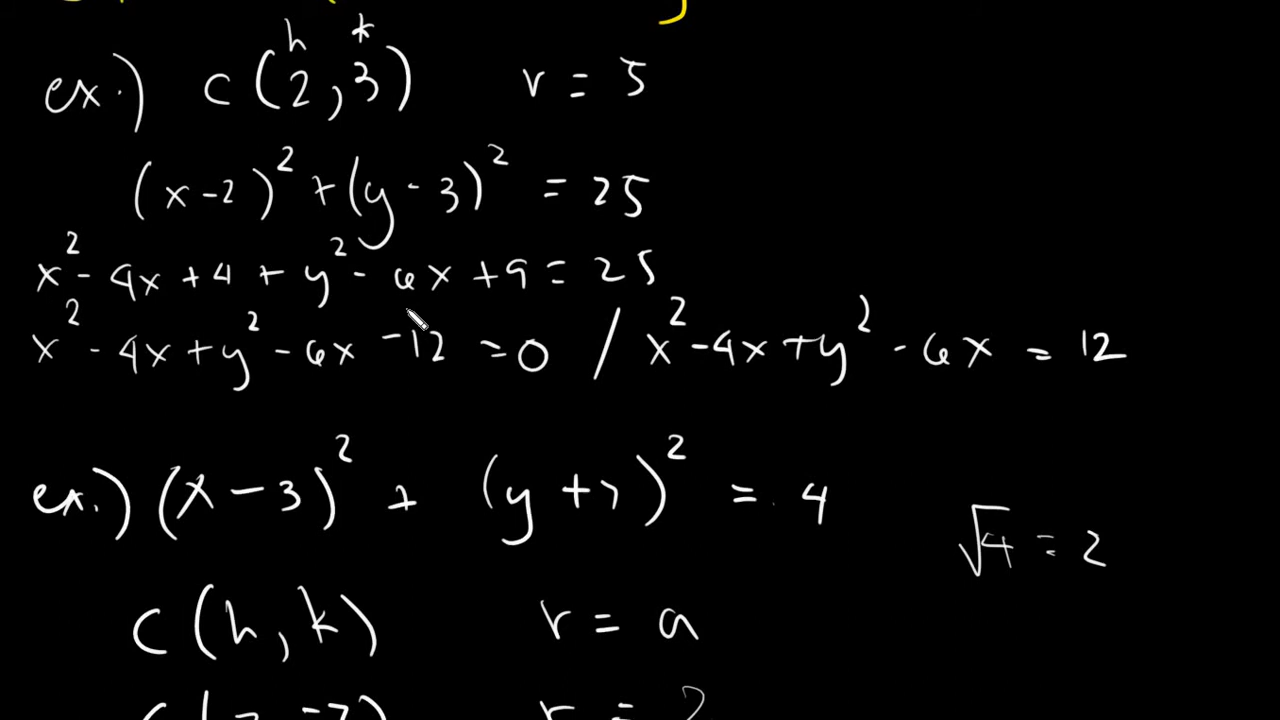 ex.) C(2, 3) r = 5
h k
(x-2)² + (y-3)² = 25
x² - 4x + 4 + y² - 6x + 9 = 25
x² - 4x + y² - 6x - 12 = 0 / x² - 4x + y² - 6x = 12
ex.) (x - 3)² + (y + 7)² = 4
√4 = 2
C(h, k) r = a